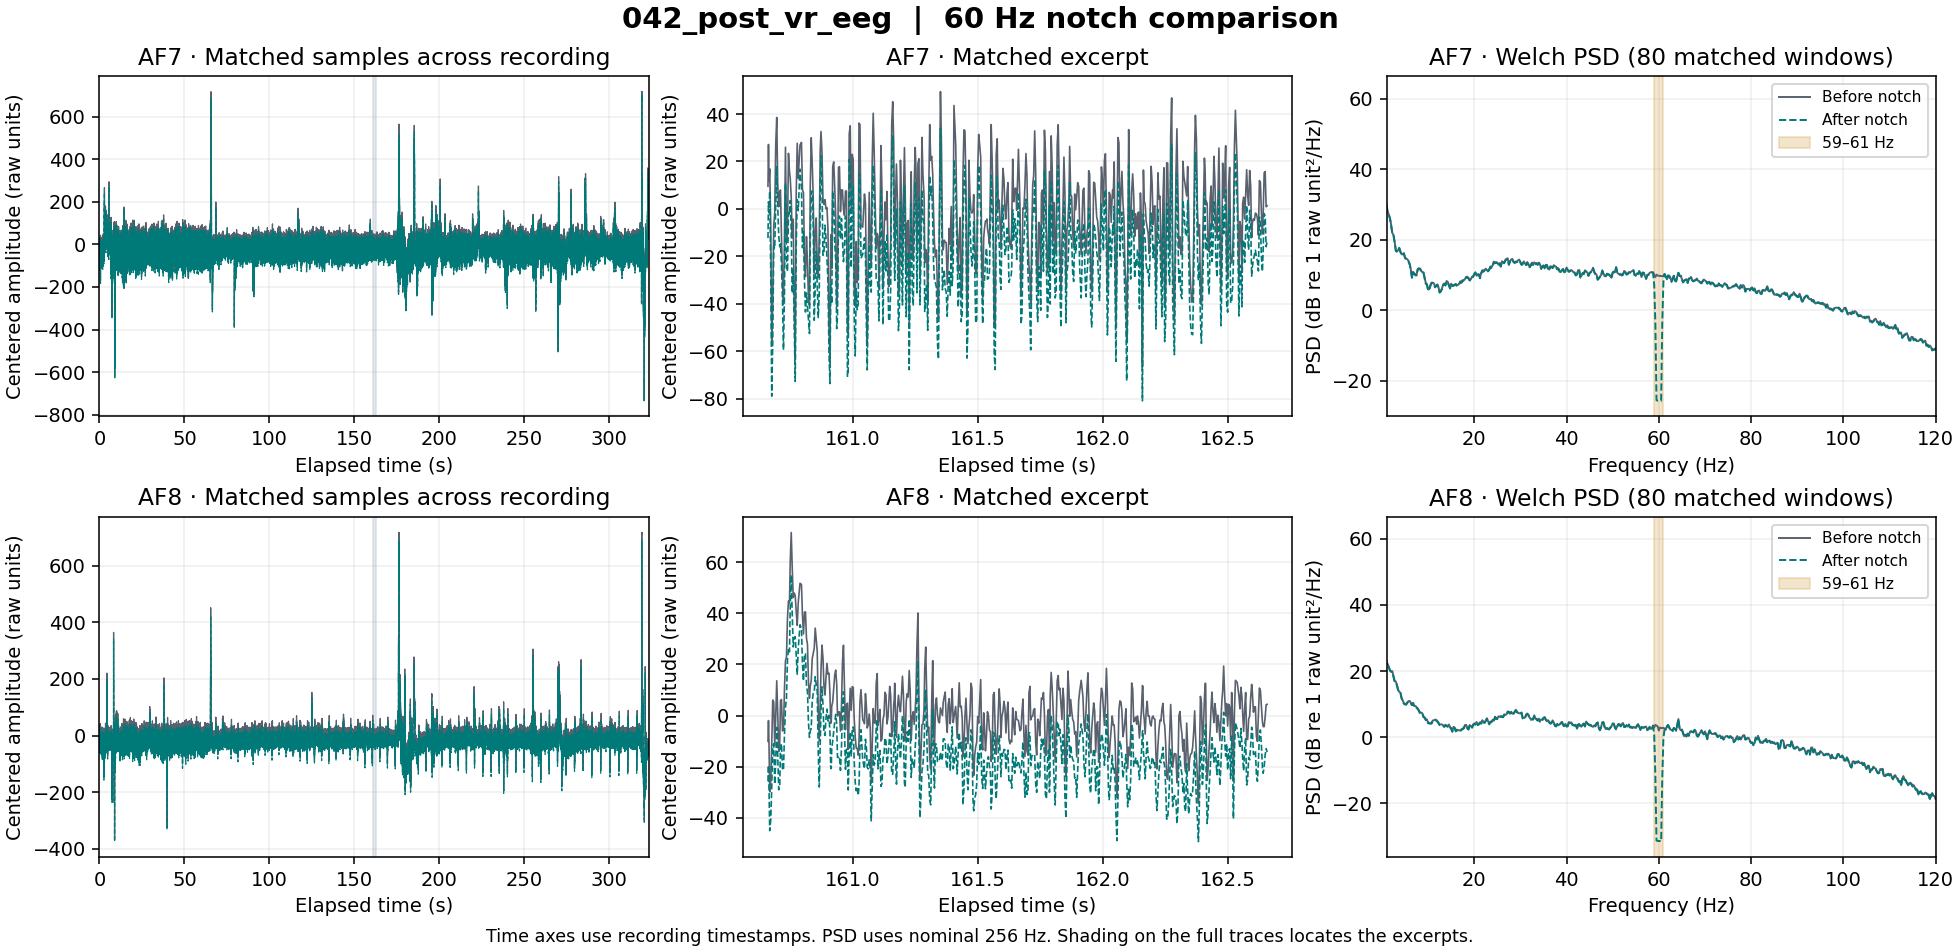 042_post_vr_eeg | 60 Hz notch comparison
AF7 · Matched samples across recording
Centered amplitude (raw units)
600
400
200
0
−200
−400
−600
−800
0 50 100 150 200 250 300
Elapsed time (s)
AF7 · Matched excerpt
Centered amplitude (raw units)
40
20
0
−20
−40
−60
−80
161.0 161.5 162.0 162.5
Elapsed time (s)
AF7 · Welch PSD (80 matched windows)
PSD (dB re 1 raw unit²/Hz)
60
40
20
0
−20
Before notch
After notch
59–61 Hz
20 40 60 80 100 120
Frequency (Hz)
AF8 · Matched samples across recording
Centered amplitude (raw units)
600
400
200
0
−200
−400
0 50 100 150 200 250 300
Elapsed time (s)
AF8 · Matched excerpt
Centered amplitude (raw units)
60
40
20
0
−20
−40
161.0 161.5 162.0 162.5
Elapsed time (s)
AF8 · Welch PSD (80 matched windows)
PSD (dB re 1 raw unit²/Hz)
60
40
20
0
−20
Before notch
After notch
59–61 Hz
20 40 60 80 100 120
Frequency (Hz)
Time axes use recording timestamps. PSD uses nominal 256 Hz. Shading on the full traces locates the excerpts.